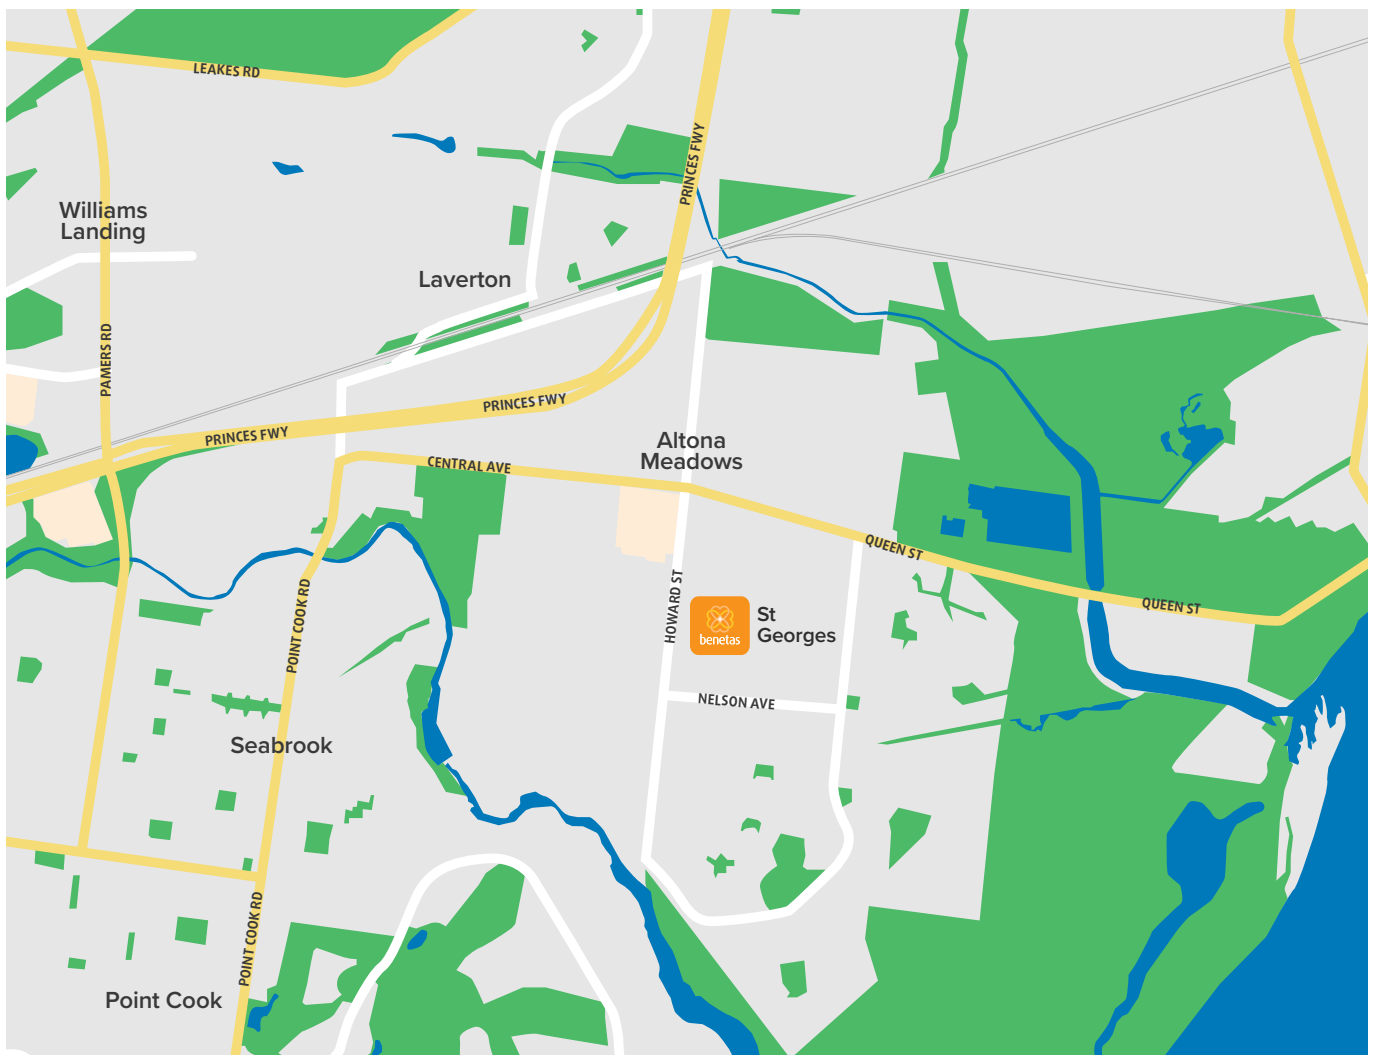 LEAKES RD
PRINCES FWY
Williams
Landing
Laverton
PAMERS RD
PRINCES FWY
PRINCES FWY
Altona
Meadows
CENTRAL AVE
QUEEN ST
QUEEN ST
HOWARD ST
POINT COOK RD
benetas
St
Georges
NELSON AVE
Seabrook
POINT COOK RD
Point Cook